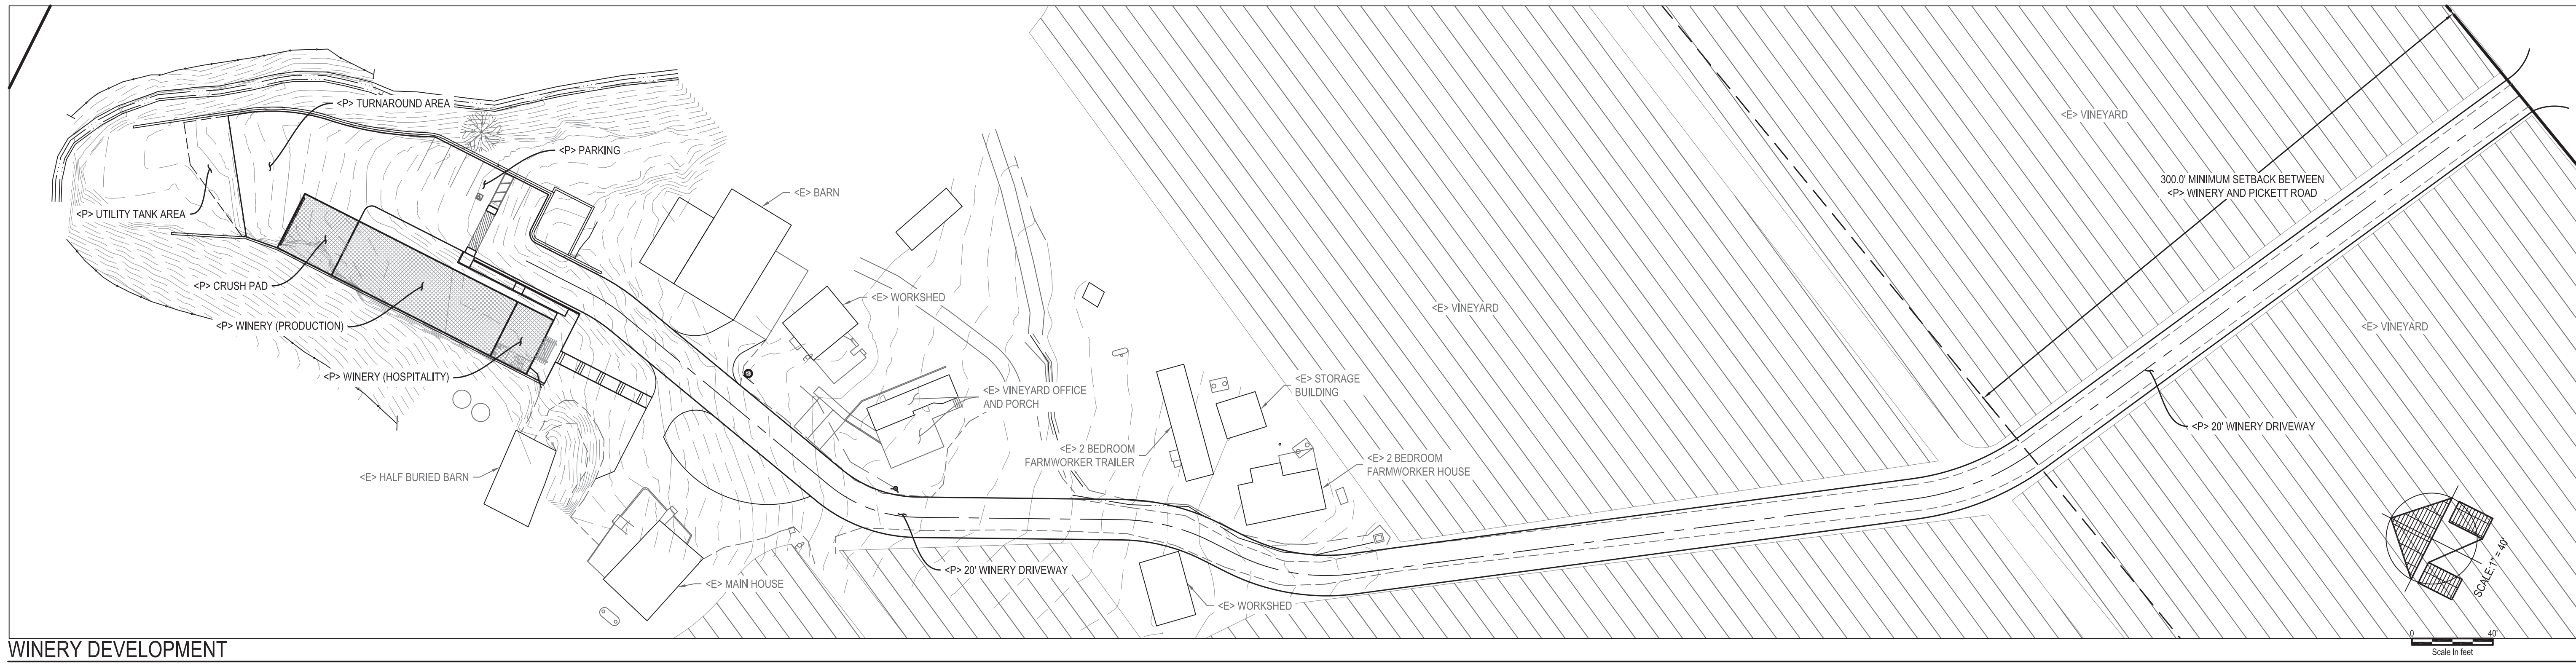 <P> TURNAROUND AREA
<P> PARKING
<E> BARN
<P> UTILITY TANK AREA
<P> CRUSH PAD
<P> WINERY (PRODUCTION)
<P> WINERY (HOSPITALITY)
<E> HALF BURIED BARN
<E> MAIN HOUSE
<E> WORKSHED
<E> VINEYARD OFFICE
AND PORCH
<P> 20' WINERY DRIVEWAY
<E> 2 BEDROOM
FARMWORKER TRAILER
<E> STORAGE
BUILDING
<E> 2 BEDROOM
FARMWORKER HOUSE
<E> WORKSHED
<E> VINEYARD
<E> VINEYARD
300.0' MINIMUM SETBACK BETWEEN
<P> WINERY AND PICKETT ROAD
<E> VINEYARD
<P> 20' WINERY DRIVEWAY
SCALE:1" = 40'
0 40'
Scale in feet
WINERY DEVELOPMENT